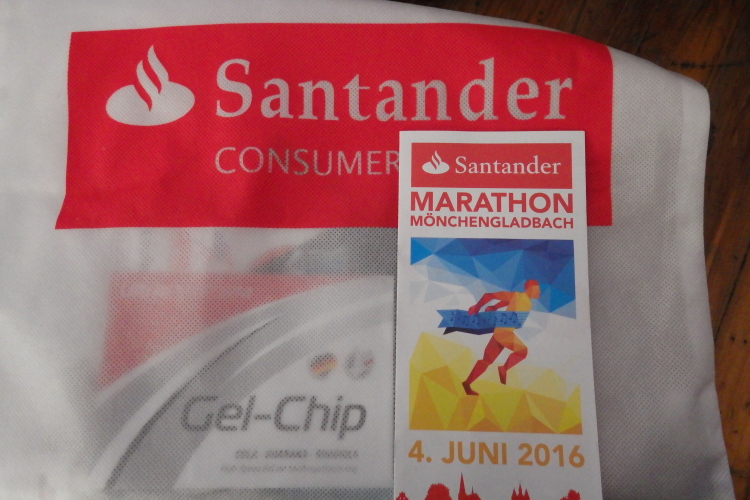 Santander
CONSUMER
Santander
MARATHON
MÖNCHENGLADBACH
4. JUNI 2016
Gel-Chip